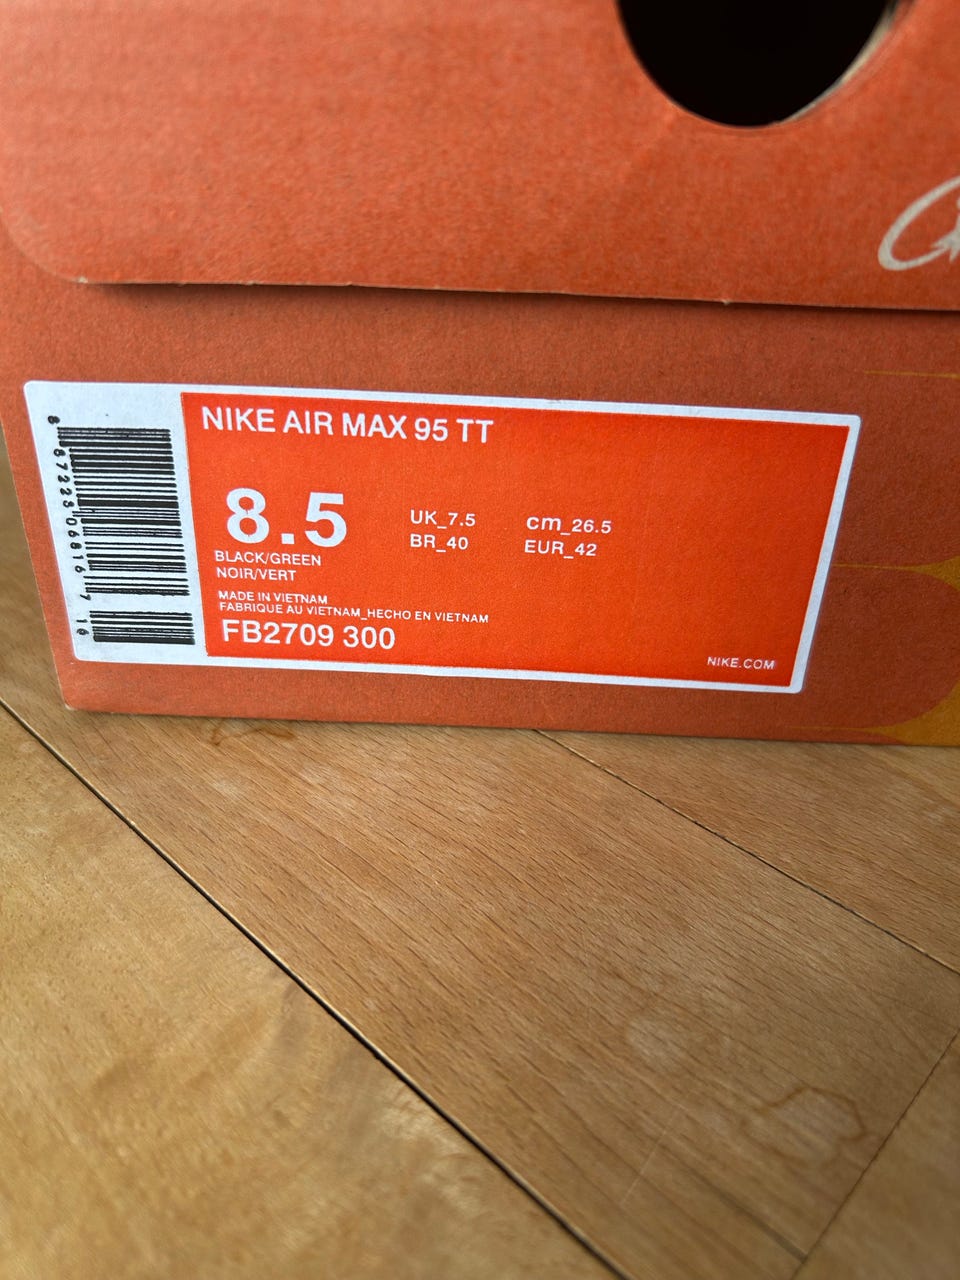 NIKE AIR MAX 95 TT
8.5
UK_7.5 cm_26.5
BR_40 EUR_42
BLACK/GREEN
NOIR/VERT
MADE IN VIETNAM
FABRIQUE AU VIETNAM_HECHO EN VIETNAM
FB2709 300
NIKE.COM